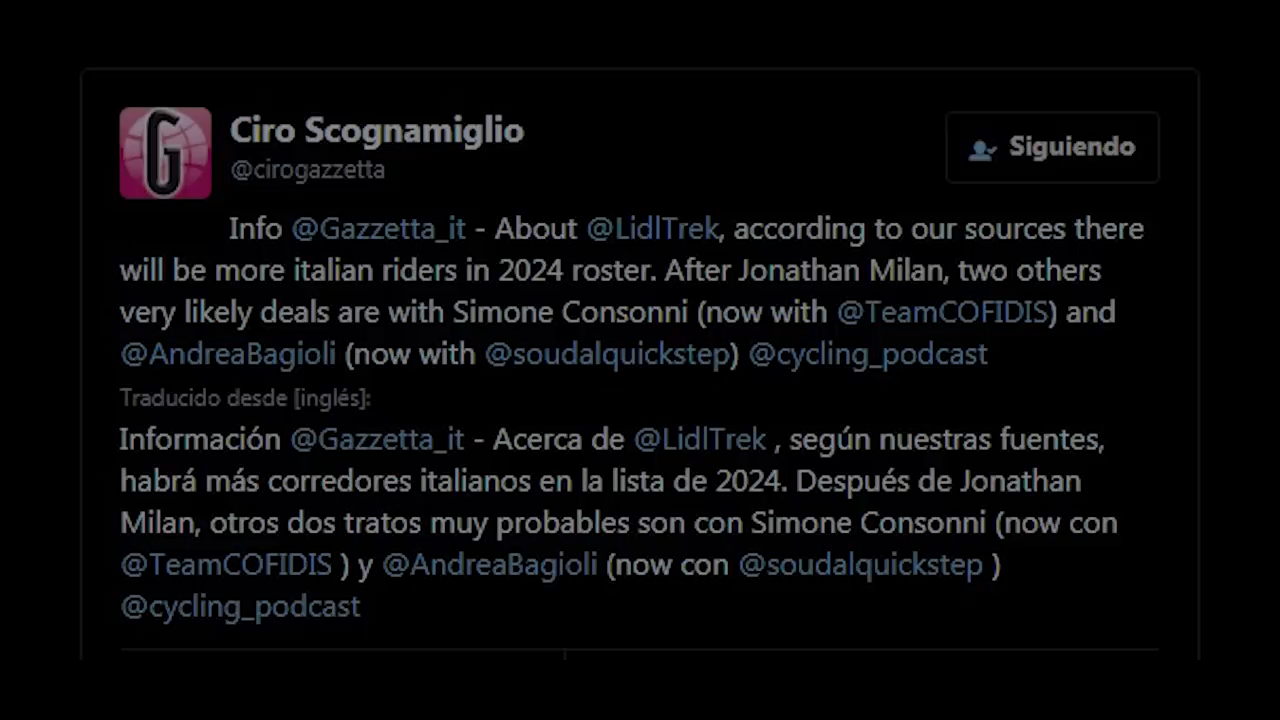 G
Ciro Scognamiglio
@cirogazzetta
Siguiendo
Info @Gazzetta_it - About @LidlTrek, according to our sources there
will be more italian riders in 2024 roster. After Jonathan Milan, two others
very likely deals are with Simone Consonni (now with @TeamCOFIDIS) and
@AndreaBagioli (now with @soudalquickstep) @cycling_podcast
Traducido desde [inglés]:
Información @Gazzetta_it - Acerca de @LidlTrek , según nuestras fuentes,
habrá más corredores italianos en la lista de 2024. Después de Jonathan
Milan, otros dos tratos muy probables son con Simone Consonni (now con
@TeamCOFIDIS ) y @AndreaBagioli (now con @soudalquickstep )
@cycling_podcast